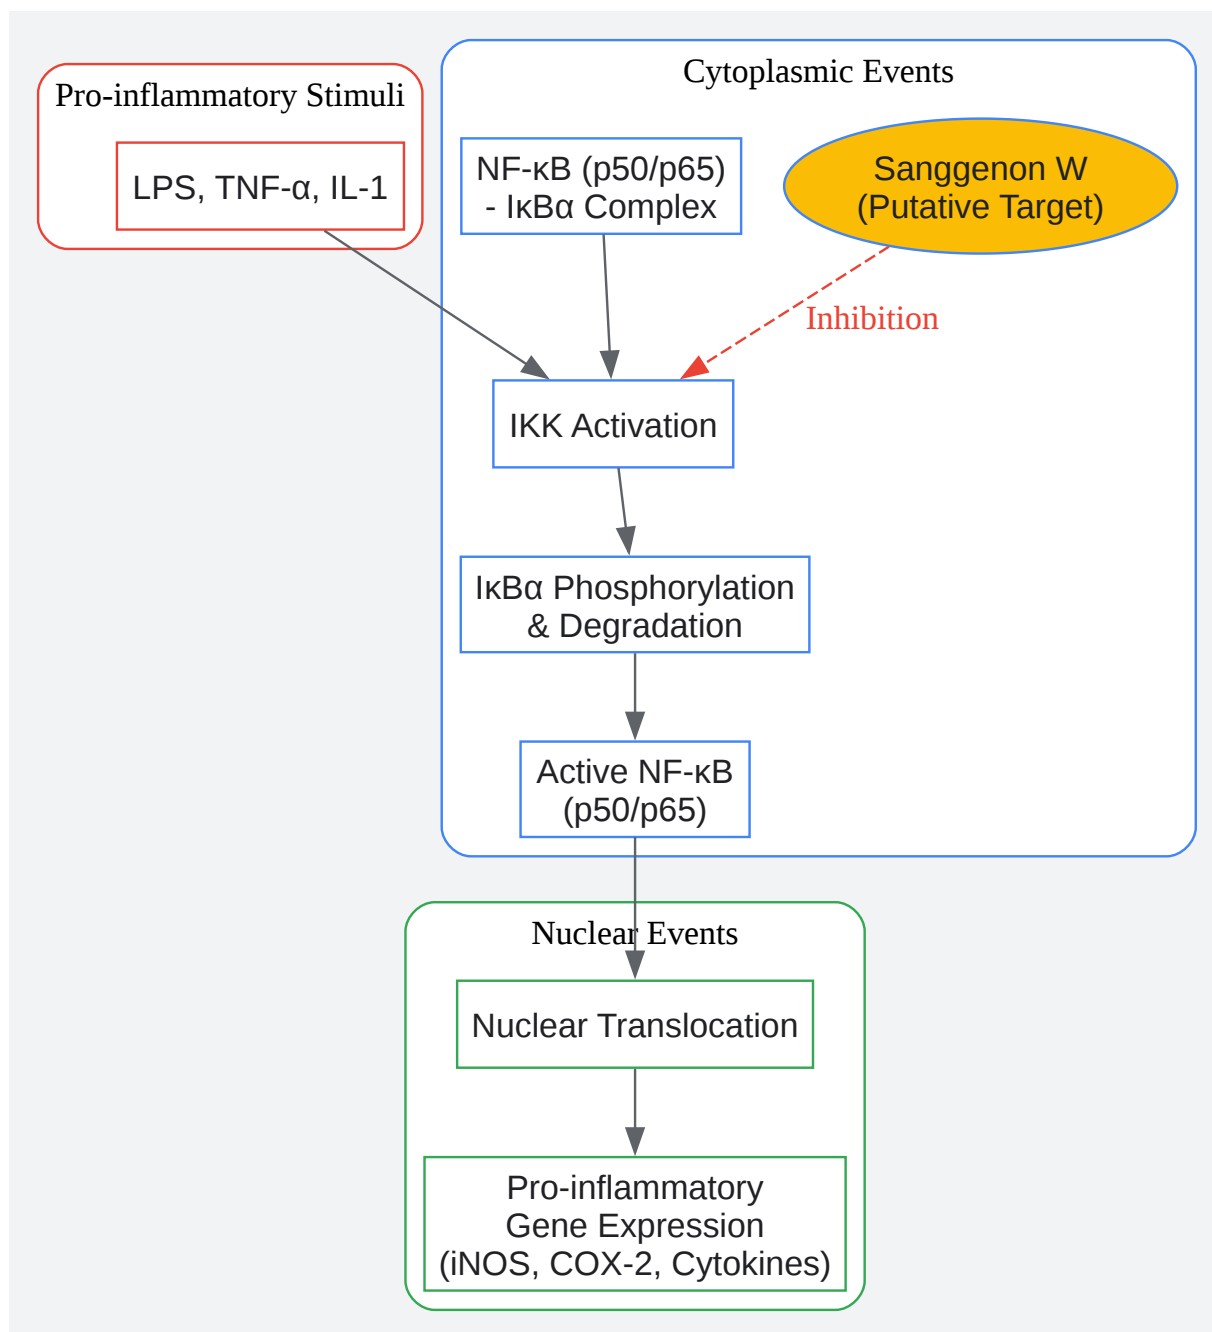 Pro-inflammatory Stimuli
LPS, TNF-α, IL-1
Cytoplasmic Events
NF-κB (p50/p65)
- IκBα Complex
Sanggenon W
(Putative Target)
Inhibition
IKK Activation
IκBα Phosphorylation
& Degradation
Active NF-κB
(p50/p65)
Nuclear Events
Nuclear Translocation
Pro-inflammatory
Gene Expression
(iNOS, COX-2, Cytokines)